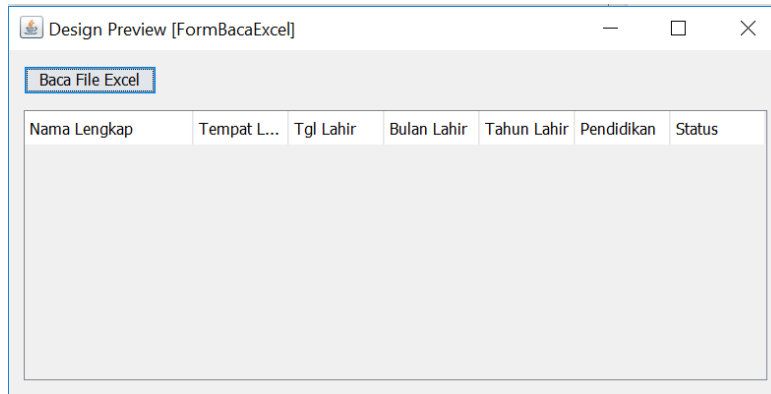 Design Preview [FormBacaExcel]
Baca File Excel
Nama Lengkap Tempat L... Tgl Lahir Bulan Lahir Tahun Lahir Pendidikan Status